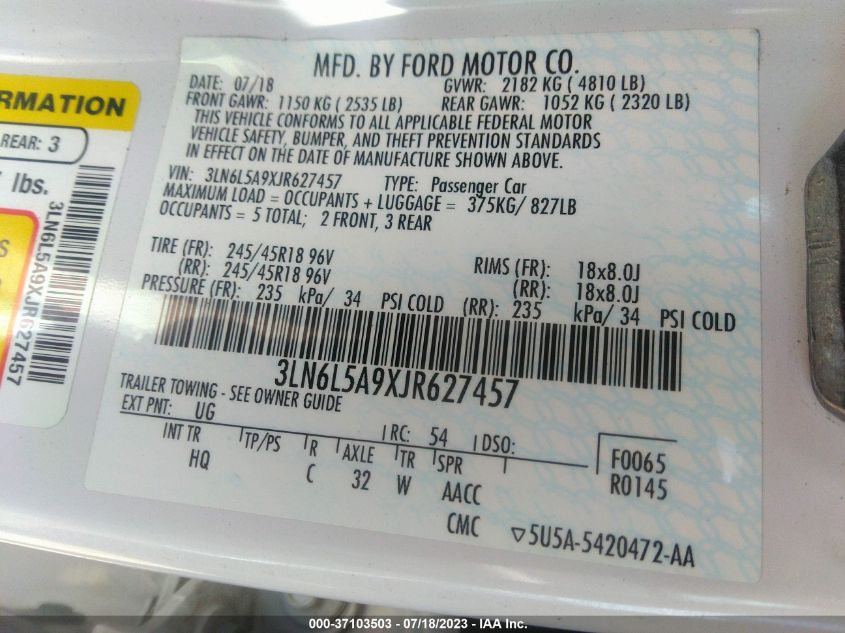 MFD. BY FORD MOTOR CO.
DATE: 07/18 GVWR: 2182 KG ( 4810 LB)
FRONT GAWR: 1150 KG ( 2535 LB) REAR GAWR: 1052 KG ( 2320 LB)
THIS VEHICLE CONFORMS TO ALL APPLICABLE FEDERAL MOTOR
VEHICLE SAFETY, BUMPER, AND THEFT PREVENTION STANDARDS
IN EFFECT ON THE DATE OF MANUFACTURE SHOWN ABOVE.
VIN: 3LN6L5A9XJR627457 TYPE: Passenger Car
MAXIMUM LOAD = OCCUPANTS + LUGGAGE = 375KG/ 827LB
OCCUPANTS = 5 TOTAL; 2 FRONT, 3 REAR
TIRE (FR): 245/45R18 96V RIMS (FR): 18x8.0J
(RR): 245/45R18 96V (RR): 18x8.0J
PRESSURE (FR): 235 kPa/ 34 PSI COLD (RR): 235 kPa/ 34 PSI COLD
3LN6L5A9XJR627457
TRAILER TOWING - SEE OWNER GUIDE
EXT PNT: UG RC: 54 DSO:
INT TR TP/PS R AXLE TR SPR F0065
HQ C 32 W AACC R0145
CMC ▽5U5A-5420472-AA
REAR: 3
lbs.
3LN6L5A9XJR627457
000-37103503 / 07/18/2023 - IAA Inc.